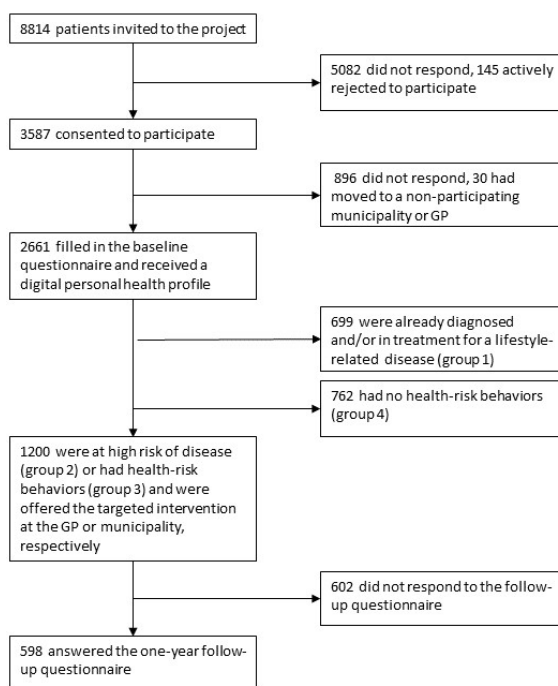 8814 patients invited to the project
5082 did not respond, 145 actively
rejected to participate
3587 consented to participate
896 did not respond, 30 had
moved to a non-participating
municipality or GP
2661 filled in the baseline
questionnaire and received a
digital personal health profile
699 were already diagnosed
and/or in treatment for a lifestyle-
related disease (group 1)
762 had no health-risk behaviors
(group 4)
1200 were at high risk of disease
(group 2) or had health-risk
behaviors (group 3) and were
offered the targeted intervention
at the GP or municipality,
respectively
602 did not respond to the follow-
up questionnaire
598 answered the one-year follow-
up questionnaire